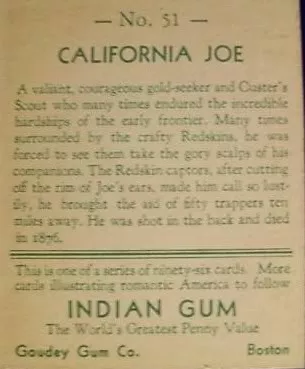 — No. 51 —
CALIFORNIA JOE
A valiant, courageous gold-seeker and Custer's
Scout who many times endured the incredible
hardships of the early frontier. Many times
surrounded by the crafty Redskins, he was
forced to see them take the gory scalps of his
companions. The Redskin captors, after cutting
off the rim of Joe's ears, made him call so lust-
ily, he brought the aid of fifty trappers ten
miles away. He was shot in the back and died
in 1876.
This is one of a series of ninety-six cards. More
cards illustrating romantic America to follow
INDIAN GUM
The World's Greatest Penny Value
Goudey Gum Co. Boston